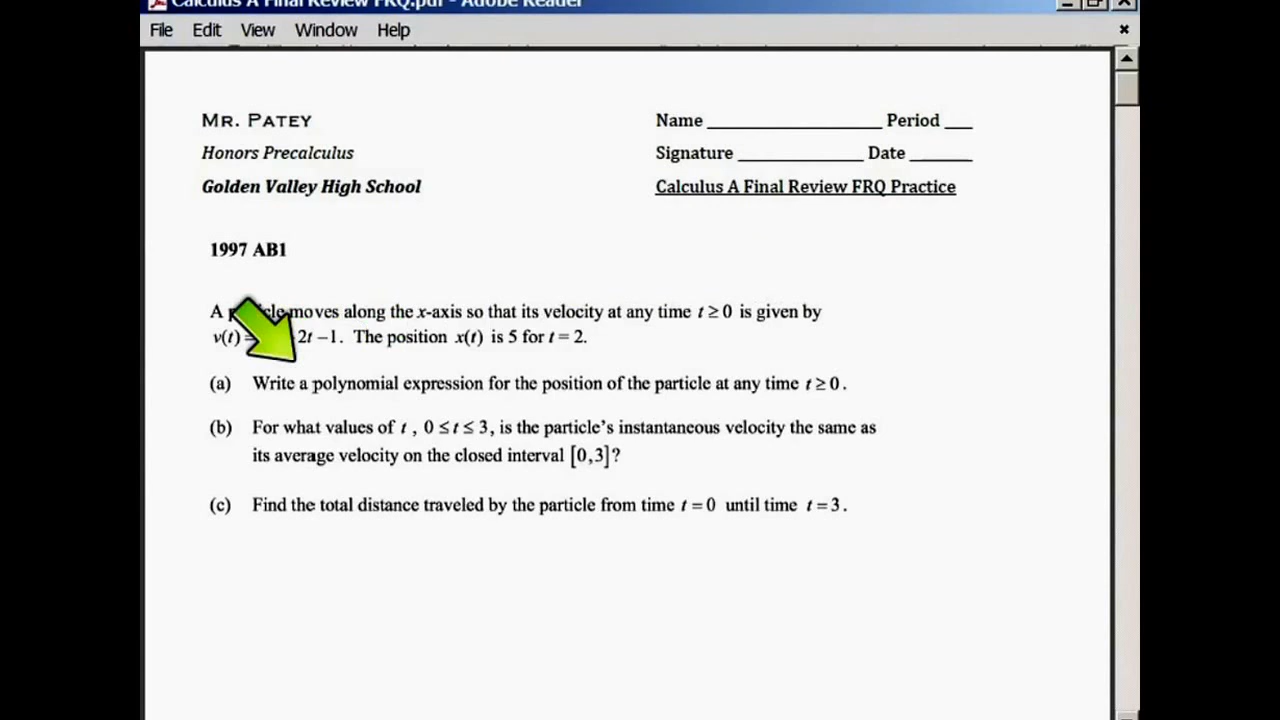 Calculus A Final Review FRQ.pdf - Adobe Reader
File Edit View Window Help
MR. PATEY
Name ____________________ Period ___
Honors Precalculus
Signature ______________ Date _______
Golden Valley High School
Calculus A Final Review FRQ Practice
1997 AB1
A moves along the x-axis so that its velocity at any time t ≥ 0 is given by
v(t) = 2t −1. The position x(t) is 5 for t = 2.
(a) Write a polynomial expression for the position of the particle at any time t ≥ 0.
(b) For what values of t , 0 ≤ t ≤ 3, is the particle's instantaneous velocity the same as
its average velocity on the closed interval [0,3]?
(c) Find the total distance traveled by the particle from time t = 0 until time t = 3.